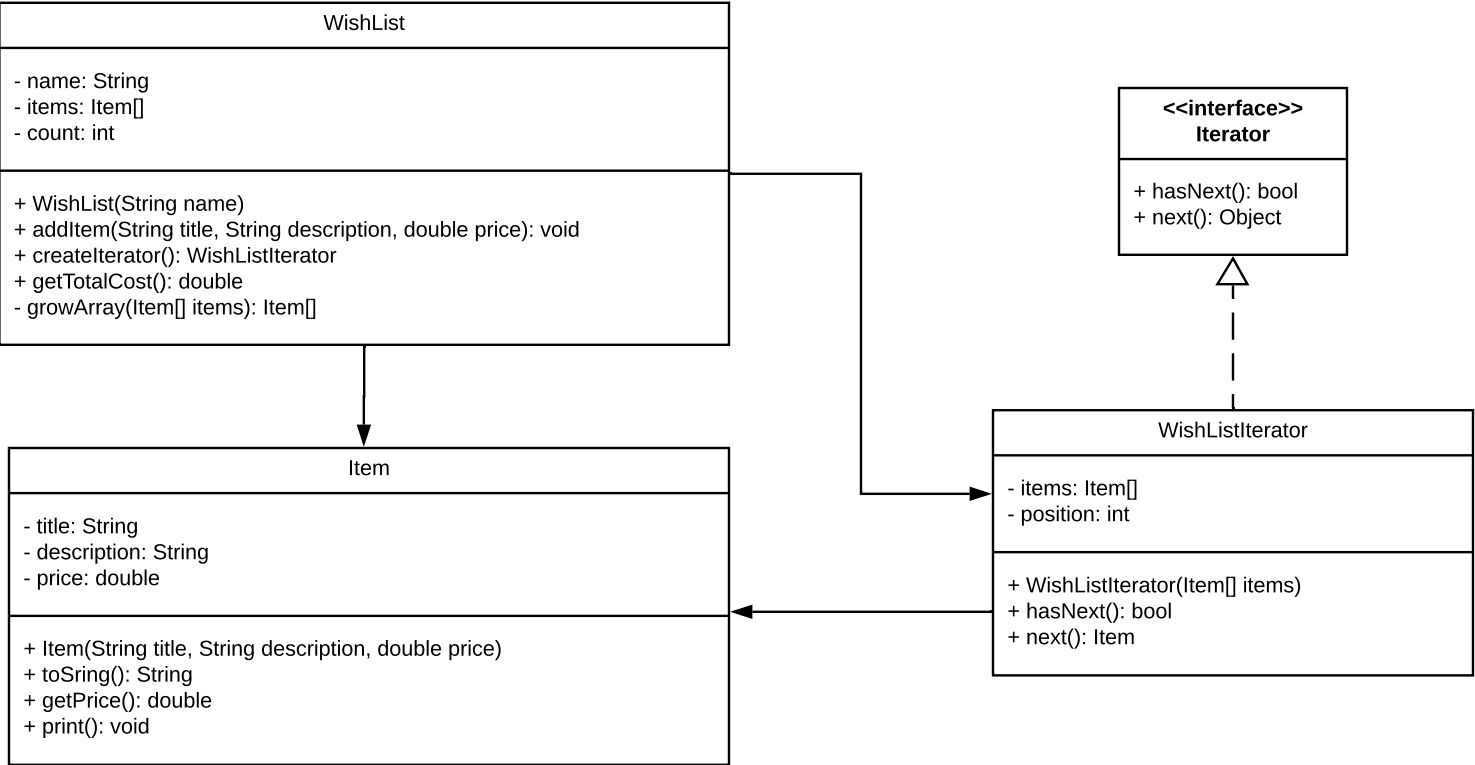 WishList
- name: String
- items: Item[]
- count: int
+ WishList(String name)
+ addItem(String title, String description, double price): void
+ createIterator(): WishListIterator
+ getTotalCost(): double
- growArray(Item[] items): Item[]
<<interface>>
Iterator
+ hasNext(): bool
+ next(): Object
Item
- title: String
- description: String
- price: double
+ Item(String title, String description, double price)
+ toSring(): String
+ getPrice(): double
+ print(): void
WishListIterator
- items: Item[]
- position: int
+ WishListIterator(Item[] items)
+ hasNext(): bool
+ next(): Item